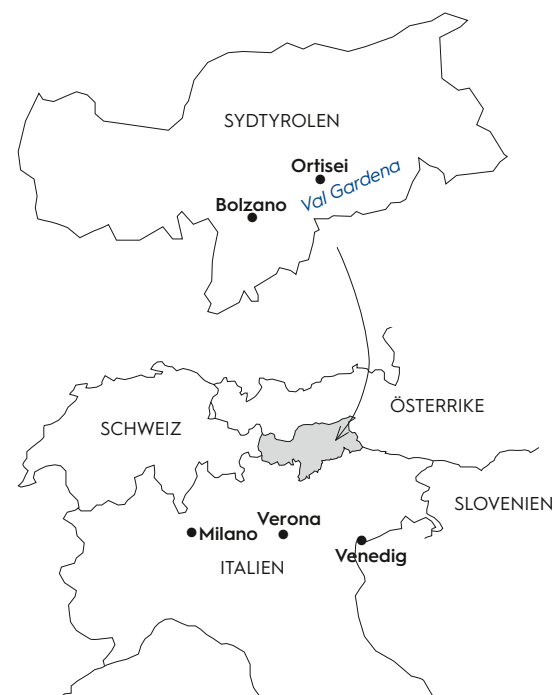 SYDTYROLEN
Ortisei
Val Gardena
Bolzano
ÖSTERRIKE
SCHWEIZ
SLOVENIEN
Verona
Milano
Venedig
ITALIEN